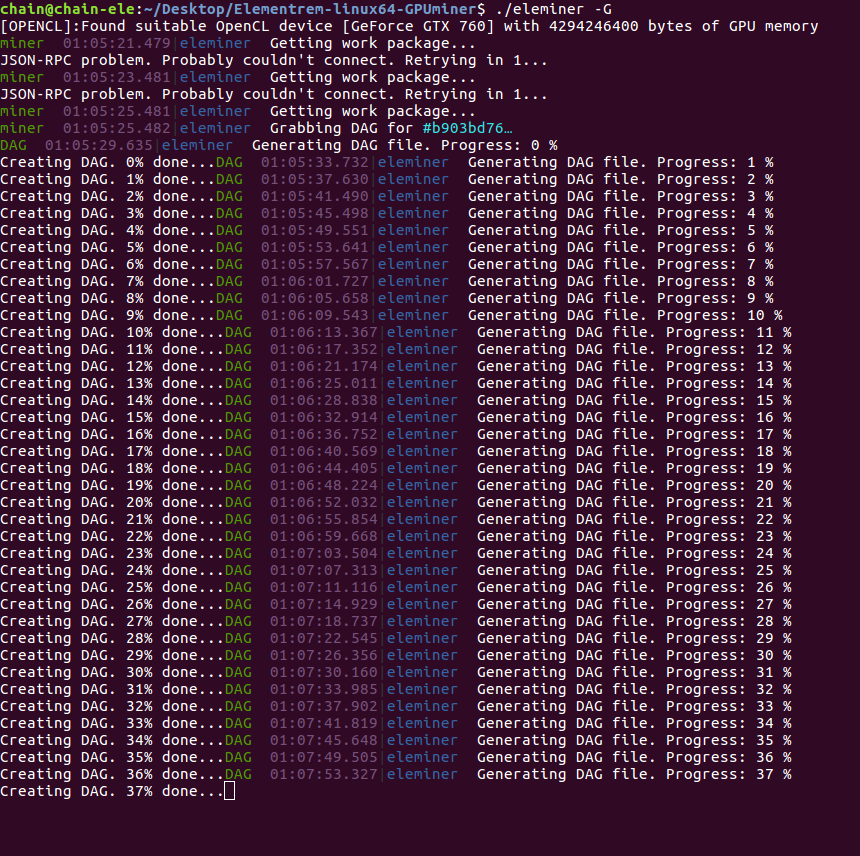 chain@chain-ele:~/Desktop/Elementrem-linux64-GPUminer$ ./eleminer -G
[OPENCL]:Found suitable OpenCL device [GeForce GTX 760] with 4294246400 bytes of GPU memory
miner  01:05:21.479|eleminer  Getting work package...
JSON-RPC problem. Probably couldn't connect. Retrying in 1...
miner  01:05:23.481|eleminer  Getting work package...
JSON-RPC problem. Probably couldn't connect. Retrying in 1...
miner  01:05:25.481|eleminer  Getting work package...
miner  01:05:25.482|eleminer  Grabbing DAG for #b903bd76…
DAG  01:05:29.635|eleminer  Generating DAG file. Progress: 0 %
Creating DAG. 0% done...DAG  01:05:33.732|eleminer  Generating DAG file. Progress: 1 %
Creating DAG. 1% done...DAG  01:05:37.630|eleminer  Generating DAG file. Progress: 2 %
Creating DAG. 2% done...DAG  01:05:41.490|eleminer  Generating DAG file. Progress: 3 %
Creating DAG. 3% done...DAG  01:05:45.498|eleminer  Generating DAG file. Progress: 4 %
Creating DAG. 4% done...DAG  01:05:49.551|eleminer  Generating DAG file. Progress: 5 %
Creating DAG. 5% done...DAG  01:05:53.641|eleminer  Generating DAG file. Progress: 6 %
Creating DAG. 6% done...DAG  01:05:57.567|eleminer  Generating DAG file. Progress: 7 %
Creating DAG. 7% done...DAG  01:06:01.727|eleminer  Generating DAG file. Progress: 8 %
Creating DAG. 8% done...DAG  01:06:05.658|eleminer  Generating DAG file. Progress: 9 %
Creating DAG. 9% done...DAG  01:06:09.543|eleminer  Generating DAG file. Progress: 10 %
Creating DAG. 10% done...DAG  01:06:13.367|eleminer  Generating DAG file. Progress: 11 %
Creating DAG. 11% done...DAG  01:06:17.352|eleminer  Generating DAG file. Progress: 12 %
Creating DAG. 12% done...DAG  01:06:21.174|eleminer  Generating DAG file. Progress: 13 %
Creating DAG. 13% done...DAG  01:06:25.011|eleminer  Generating DAG file. Progress: 14 %
Creating DAG. 14% done...DAG  01:06:28.838|eleminer  Generating DAG file. Progress: 15 %
Creating DAG. 15% done...DAG  01:06:32.914|eleminer  Generating DAG file. Progress: 16 %
Creating DAG. 16% done...DAG  01:06:36.752|eleminer  Generating DAG file. Progress: 17 %
Creating DAG. 17% done...DAG  01:06:40.569|eleminer  Generating DAG file. Progress: 18 %
Creating DAG. 18% done...DAG  01:06:44.405|eleminer  Generating DAG file. Progress: 19 %
Creating DAG. 19% done...DAG  01:06:48.224|eleminer  Generating DAG file. Progress: 20 %
Creating DAG. 20% done...DAG  01:06:52.032|eleminer  Generating DAG file. Progress: 21 %
Creating DAG. 21% done...DAG  01:06:55.854|eleminer  Generating DAG file. Progress: 22 %
Creating DAG. 22% done...DAG  01:06:59.668|eleminer  Generating DAG file. Progress: 23 %
Creating DAG. 23% done...DAG  01:07:03.504|eleminer  Generating DAG file. Progress: 24 %
Creating DAG. 24% done...DAG  01:07:07.313|eleminer  Generating DAG file. Progress: 25 %
Creating DAG. 25% done...DAG  01:07:11.116|eleminer  Generating DAG file. Progress: 26 %
Creating DAG. 26% done...DAG  01:07:14.929|eleminer  Generating DAG file. Progress: 27 %
Creating DAG. 27% done...DAG  01:07:18.737|eleminer  Generating DAG file. Progress: 28 %
Creating DAG. 28% done...DAG  01:07:22.545|eleminer  Generating DAG file. Progress: 29 %
Creating DAG. 29% done...DAG  01:07:26.356|eleminer  Generating DAG file. Progress: 30 %
Creating DAG. 30% done...DAG  01:07:30.160|eleminer  Generating DAG file. Progress: 31 %
Creating DAG. 31% done...DAG  01:07:33.985|eleminer  Generating DAG file. Progress: 32 %
Creating DAG. 32% done...DAG  01:07:37.902|eleminer  Generating DAG file. Progress: 33 %
Creating DAG. 33% done...DAG  01:07:41.819|eleminer  Generating DAG file. Progress: 34 %
Creating DAG. 34% done...DAG  01:07:45.648|eleminer  Generating DAG file. Progress: 35 %
Creating DAG. 35% done...DAG  01:07:49.505|eleminer  Generating DAG file. Progress: 36 %
Creating DAG. 36% done...DAG  01:07:53.327|eleminer  Generating DAG file. Progress: 37 %
Creating DAG. 37% done...